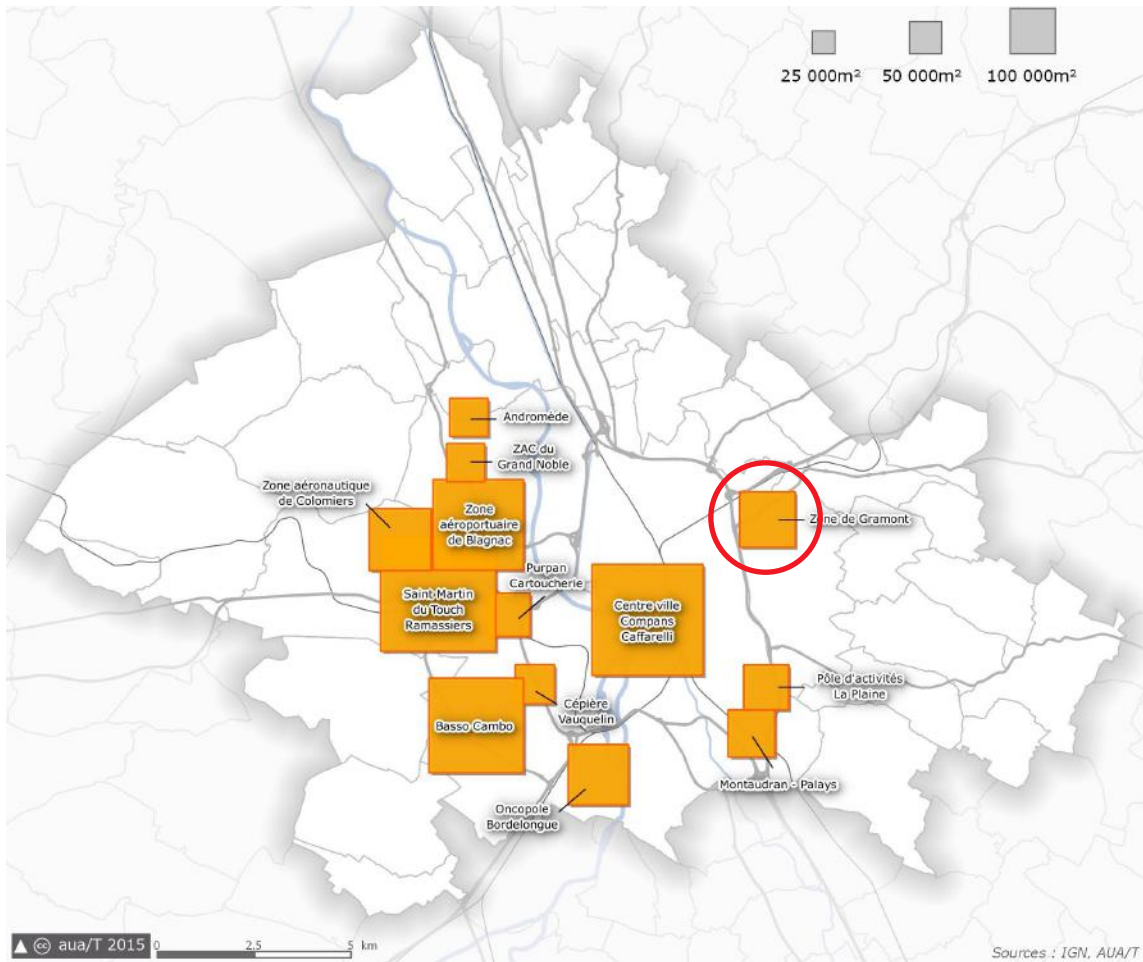 25 000m²
50 000m²
100 000m²
Andromède
ZAC du
Grand Noble
Zone aéronautique
de Colomiers
Zone
aéroportuaire
de Blagnac
Zone de Gramont
Purpan
Cartoucherie
Saint Martin
du Touch
Ramassiers
Centre ville
Compans
Caffarelli
Pôle d'activités
La Plaine
Cépière
Vauquelin
Basso Cambo
Montaudran - Palays
Oncopole
Bordelongue
cc aua/T 2015
0 2.5 5 km
Sources : IGN, AUA/T